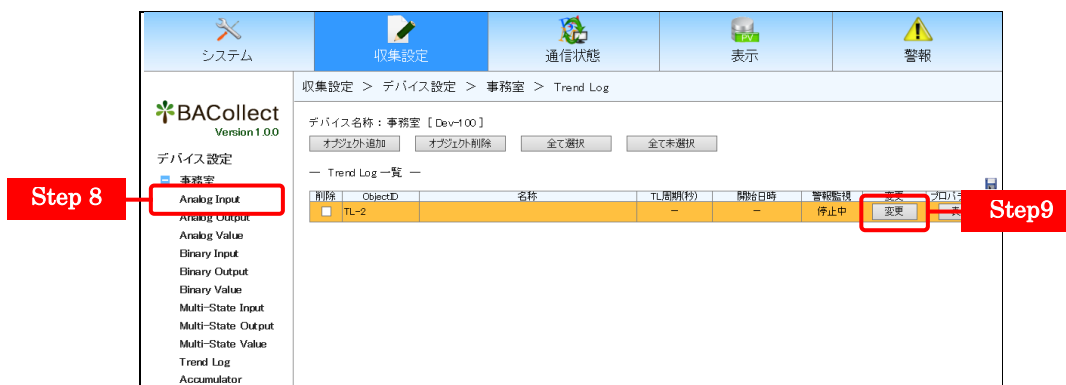 システム
収集設定
通信状態
表示
警報
収集設定 ＞ デバイス設定 ＞ 事務室 ＞ Trend Log
BACollect
Version 1.0.0
デバイス設定
事務室
Analog Input
Analog Output
Analog Value
Binary Input
Binary Output
Binary Value
Multi-State Input
Multi-State Output
Multi-State Value
Trend Log
Accumulator
Step 8
デバイス名称：事務室 [Dev-100]
オブジェクト追加 オブジェクト削除 全て選択 全て未選択
― Trend Log 一覧 ―
削除 ObjectID 名称 TL周期(秒) 開始日時 警報監視 変更
TL-2 － － 停止中 変更
Step9